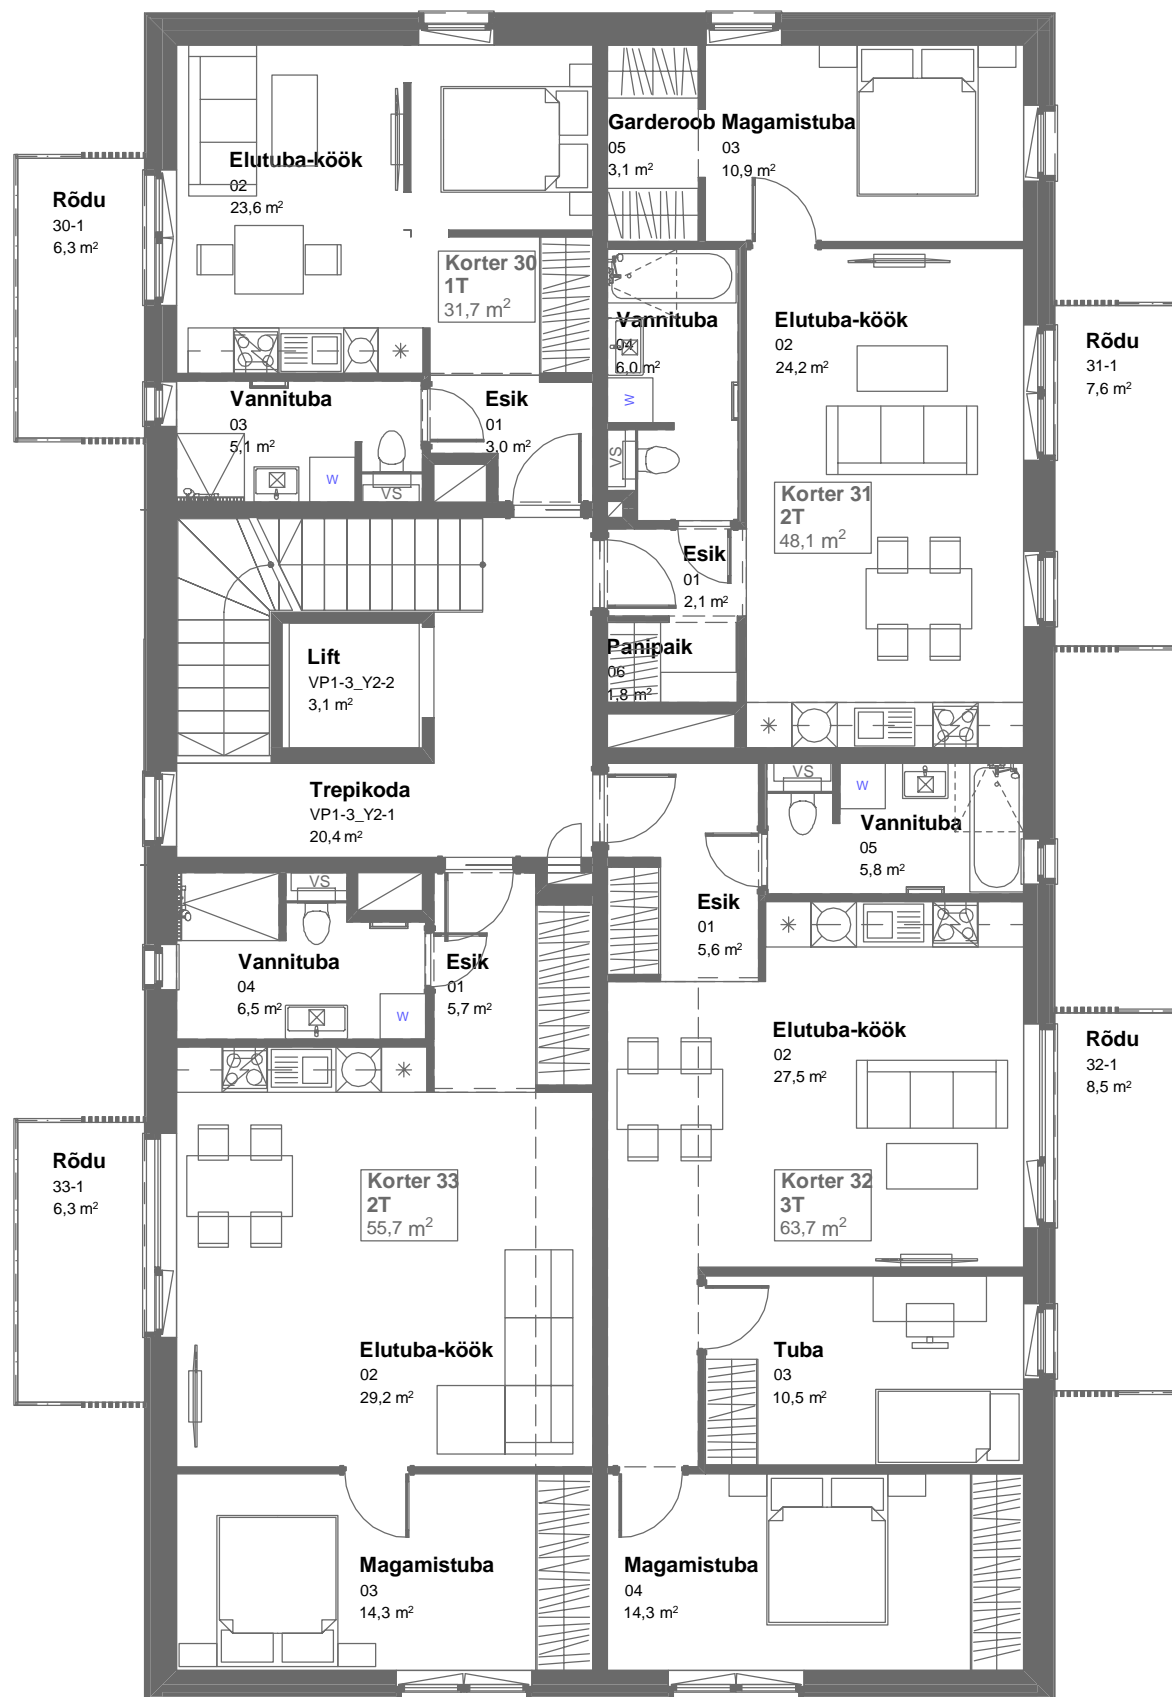 Elutuba-köök
02
23,6 m²
Rõdu
30-1
6,3 m²
Korter 30
1T
31,7 m²
Garderoob
05
3,1 m²
Magamistuba
03
10,9 m²
Vannituba
04
6,0 m²
W
VS
Elutuba-köök
02
24,2 m²
Rõdu
31-1
7,6 m²
Vannituba
03
5,1 m²
W
VS
Esik
01
3,0 m²
Korter 31
2T
48,1 m²
Esik
01
2,1 m²
Panipaik
06
1,8 m²
Lift
VP1-3_Y2-2
3,1 m²
Trepikoda
VP1-3_Y2-1
20,4 m²
VS
W
Vannituba
05
5,8 m²
Esik
01
5,6 m²
VS
Vannituba
04
6,5 m²
W
Esik
01
5,7 m²
Elutuba-köök
02
27,5 m²
Rõdu
32-1
8,5 m²
Rõdu
33-1
6,3 m²
Korter 33
2T
55,7 m²
Korter 32
3T
63,7 m²
Elutuba-köök
02
29,2 m²
Tuba
03
10,5 m²
Magamistuba
03
14,3 m²
Magamistuba
04
14,3 m²